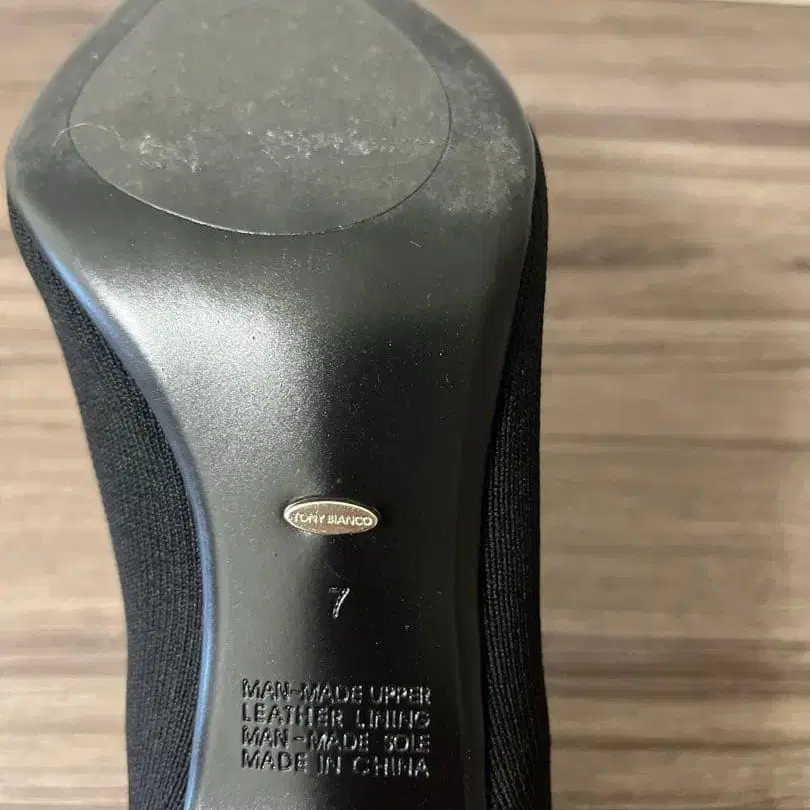 TONY BIANCO
7
MAN-MADE UPPER
LEATHER LINING
MAN-MADE SOLE
MADE IN CHINA